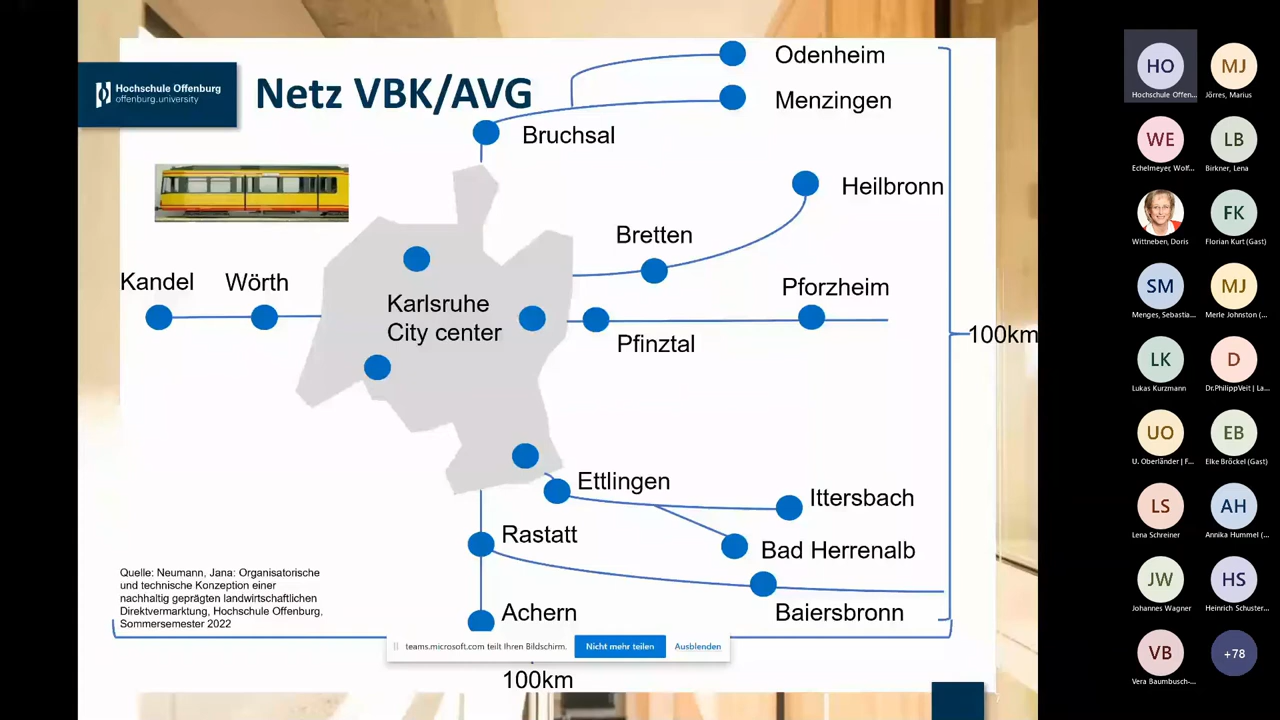 Hochschule Offenburg
offenburg.university
Netz VBK/AVG
Odenheim
Menzingen
Bruchsal
Heilbronn
Bretten
Kandel
Wörth
Karlsruhe
City center
Pforzheim
Pfinztal
100km
Ettlingen
Ittersbach
Rastatt
Bad Herrenalb
Achern
Baiersbronn
Quelle: Neumann, Jana: Organisatorische
und technische Konzeption einer
nachhaltig geprägten landwirtschaftlichen
Direktvermarktung, Hochschule Offenburg,
Sommersemester 2022
teams.microsoft.com teilt Ihren Bildschirm.
Nicht mehr teilen
Ausblenden
100km
HO
MJ
Hochschule Offen...
Jörres, Marius
WE
LB
Echelmeyer, Wolf...
Birkner, Lena
FK
Wittneben, Doris
Florian Kurt (Gast)
SM
MJ
Menges, Sebastia...
Merle Johnston (...
LK
D
Lukas Kurzmann
Dr.PhilippVeit | La...
UO
EB
U. Oberländer | F...
Elke Bröckel (Gast)
LS
AH
Lena Schreiner
Annika Hummel (...
JW
HS
Johannes Wagner
Heinrich Schuster...
VB
+78
Vera Baumbusch-...